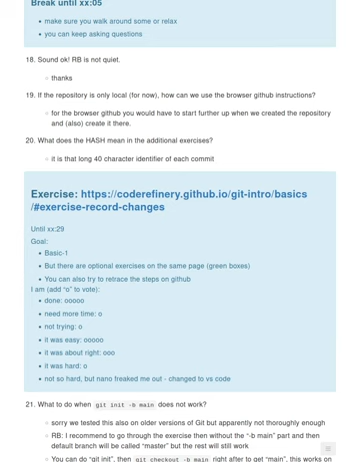 Break until xx:05
make sure you walk around some or relax
you can keep asking questions
18. Sound ok! RB is not quiet.
thanks
19. If the repository is only local (for now), how can we use the browser github instructions?
for the browser github you would have to start further up when we created the repository
and (also) create it there.
20. What does the HASH mean in the additional exercises?
it is that long 40 character identifier of each commit
Exercise: https://coderefinery.github.io/git-intro/basics
/#exercise-record-changes
Until xx:29
Goal:
Basic-1
But there are optional exercises on the same page (green boxes)
You can also try to retrace the steps on github
I am (add “o” to vote):
done: ooooo
need more time: o
not trying: o
it was easy: ooooo
it was about right: ooo
it was hard: o
not so hard, but nano freaked me out - changed to vs code
21. What to do when git init -b main does not work?
sorry we tested this also on older versions of Git but apparently not thoroughly enough
RB; I recommend to go through the exercise then without the “-b main” part and then
default branch will be called “master” but the rest will still work
You can do “git init”, then git checkout -b main right after to get “main”, this works on